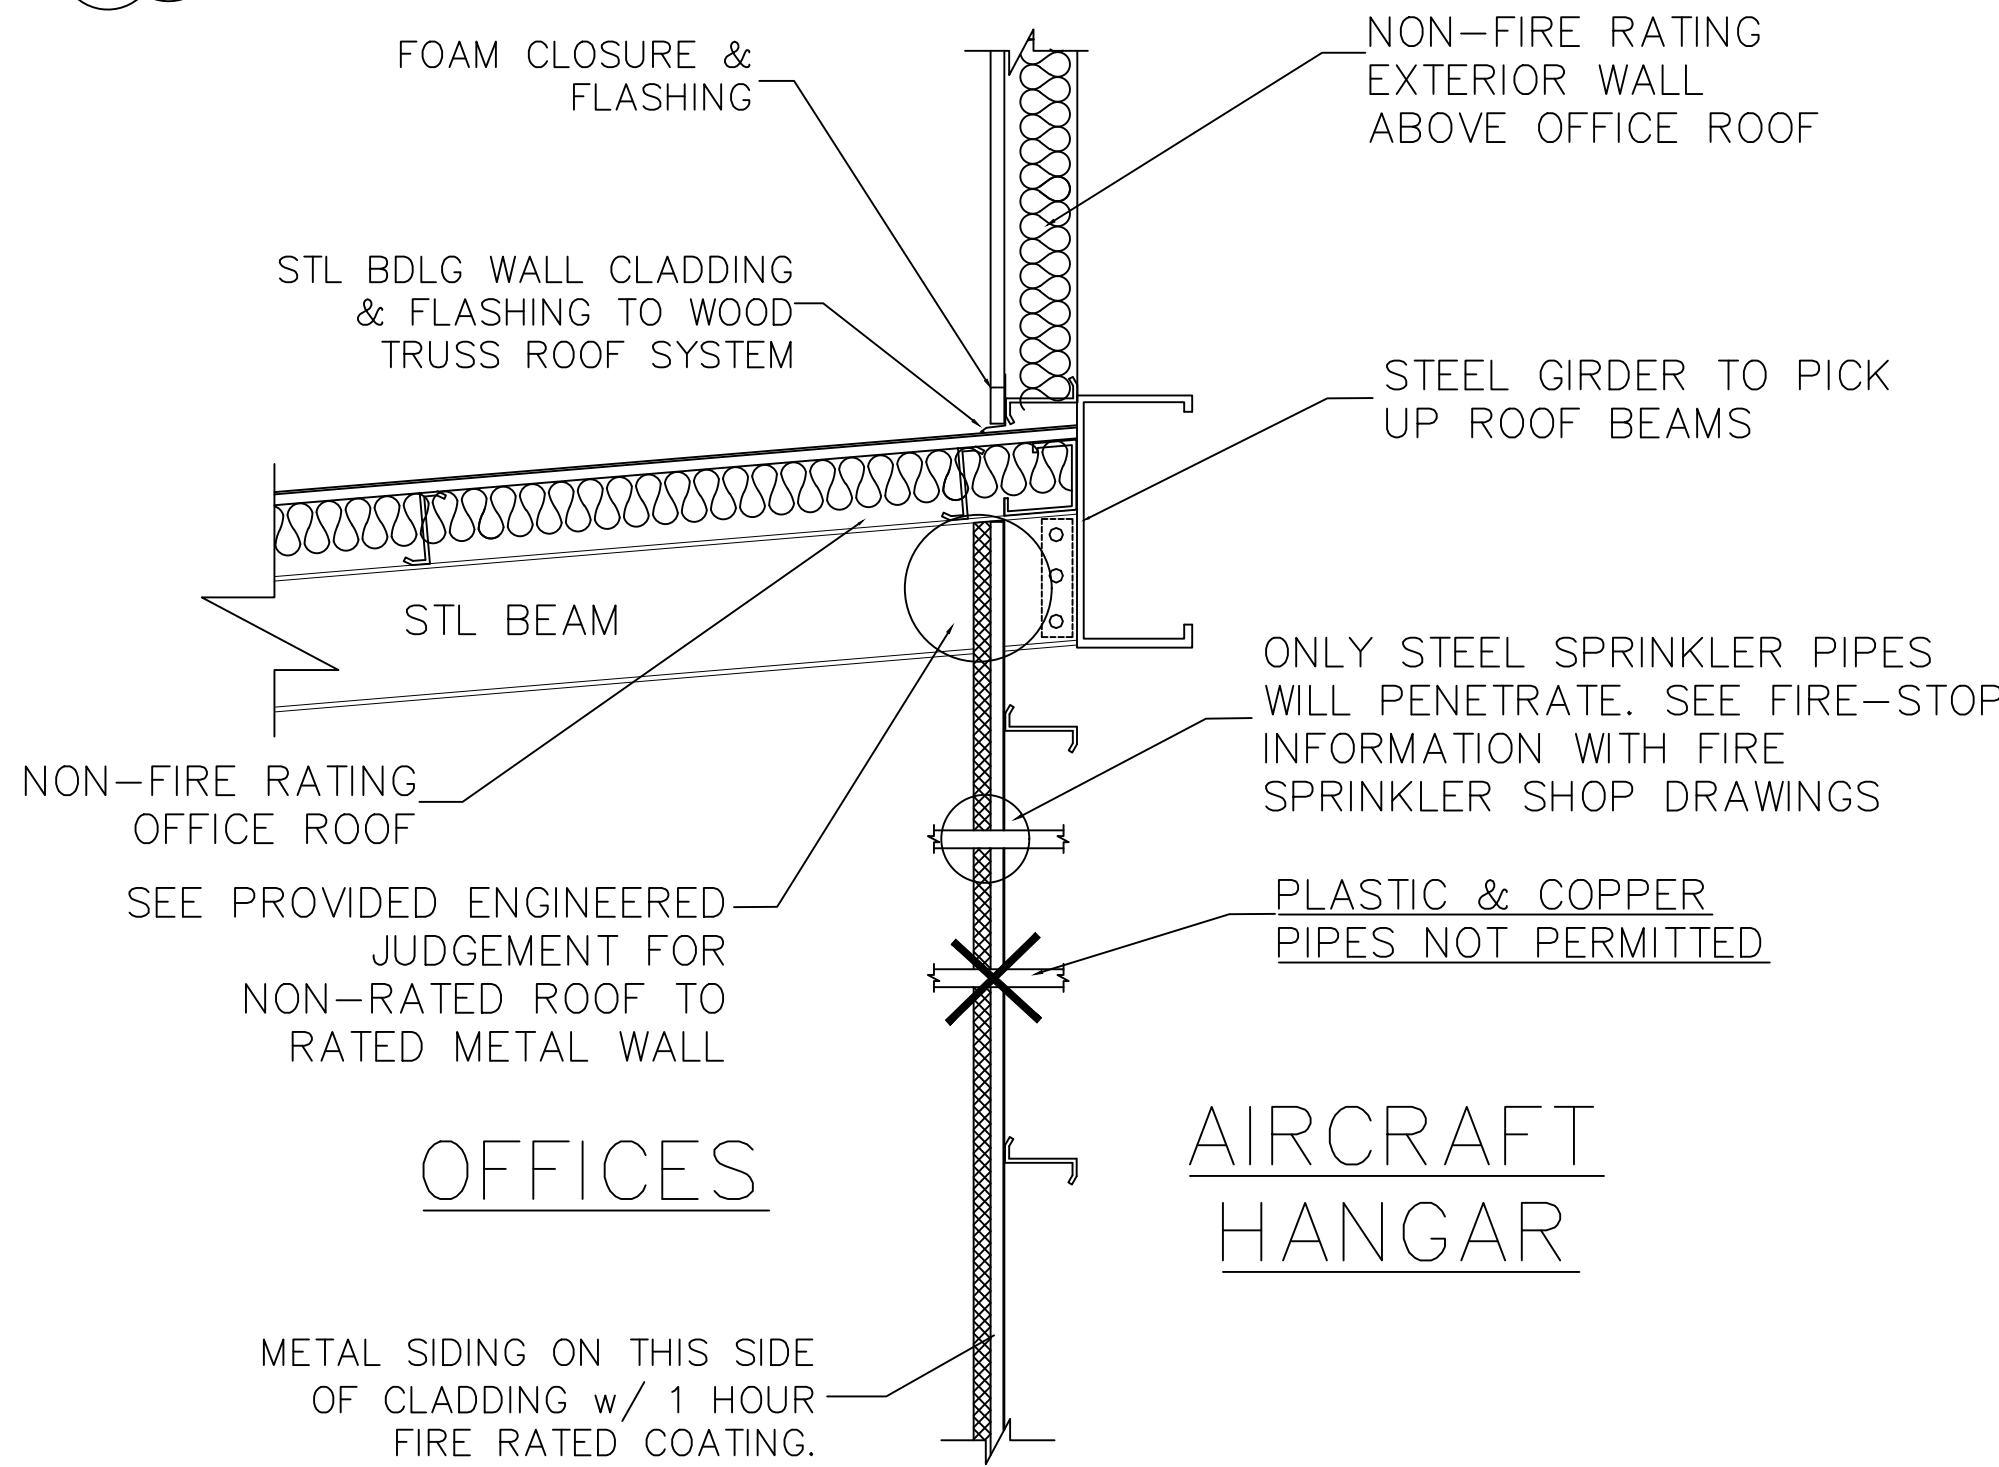 FOAM CLOSURE &
FLASHING
NON-FIRE RATING
EXTERIOR WALL
ABOVE OFFICE ROOF
STL BDLG WALL CLADDING
& FLASHING TO WOOD
TRUSS ROOF SYSTEM
STEEL GIRDER TO PICK
UP ROOF BEAMS
STL BEAM
ONLY STEEL SPRINKLER PIPES
WILL PENETRATE. SEE FIRE-STOP
INFORMATION WITH FIRE
SPRINKLER SHOP DRAWINGS
NON-FIRE RATING
OFFICE ROOF
SEE PROVIDED ENGINEERED
JUDGEMENT FOR
NON-RATED ROOF TO
RATED METAL WALL
PLASTIC & COPPER
PIPES NOT PERMITTED
OFFICES
AIRCRAFT
HANGAR
METAL SIDING ON THIS SIDE
OF CLADDING w/ 1 HOUR
FIRE RATED COATING.